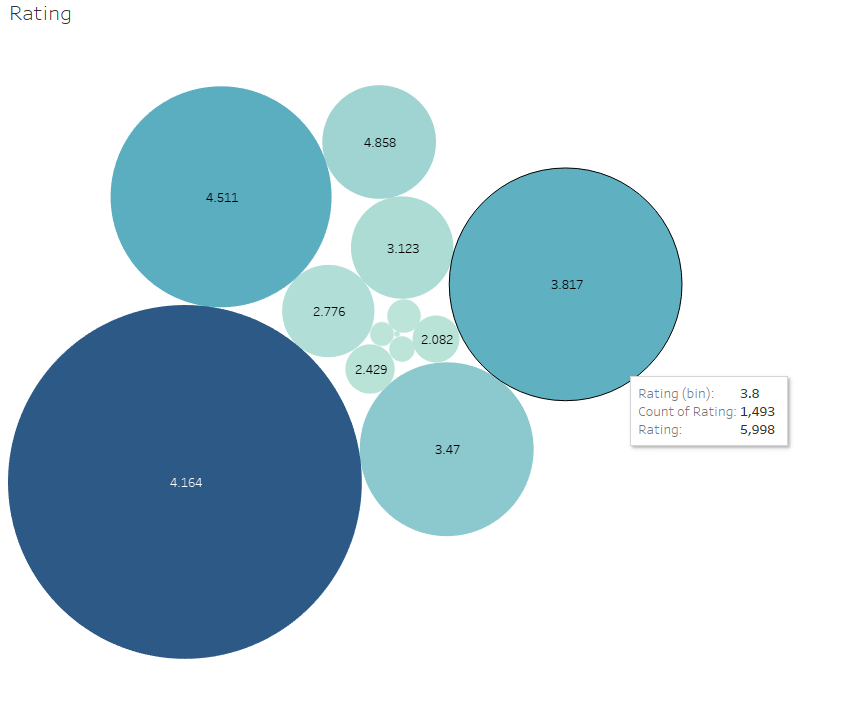 Rating
4.858
4.511
3.123
3.817
2.776
2.082
2.429
Rating (bin): 3.8
Count of Rating: 1,493
Rating: 5,998
3.47
4.164